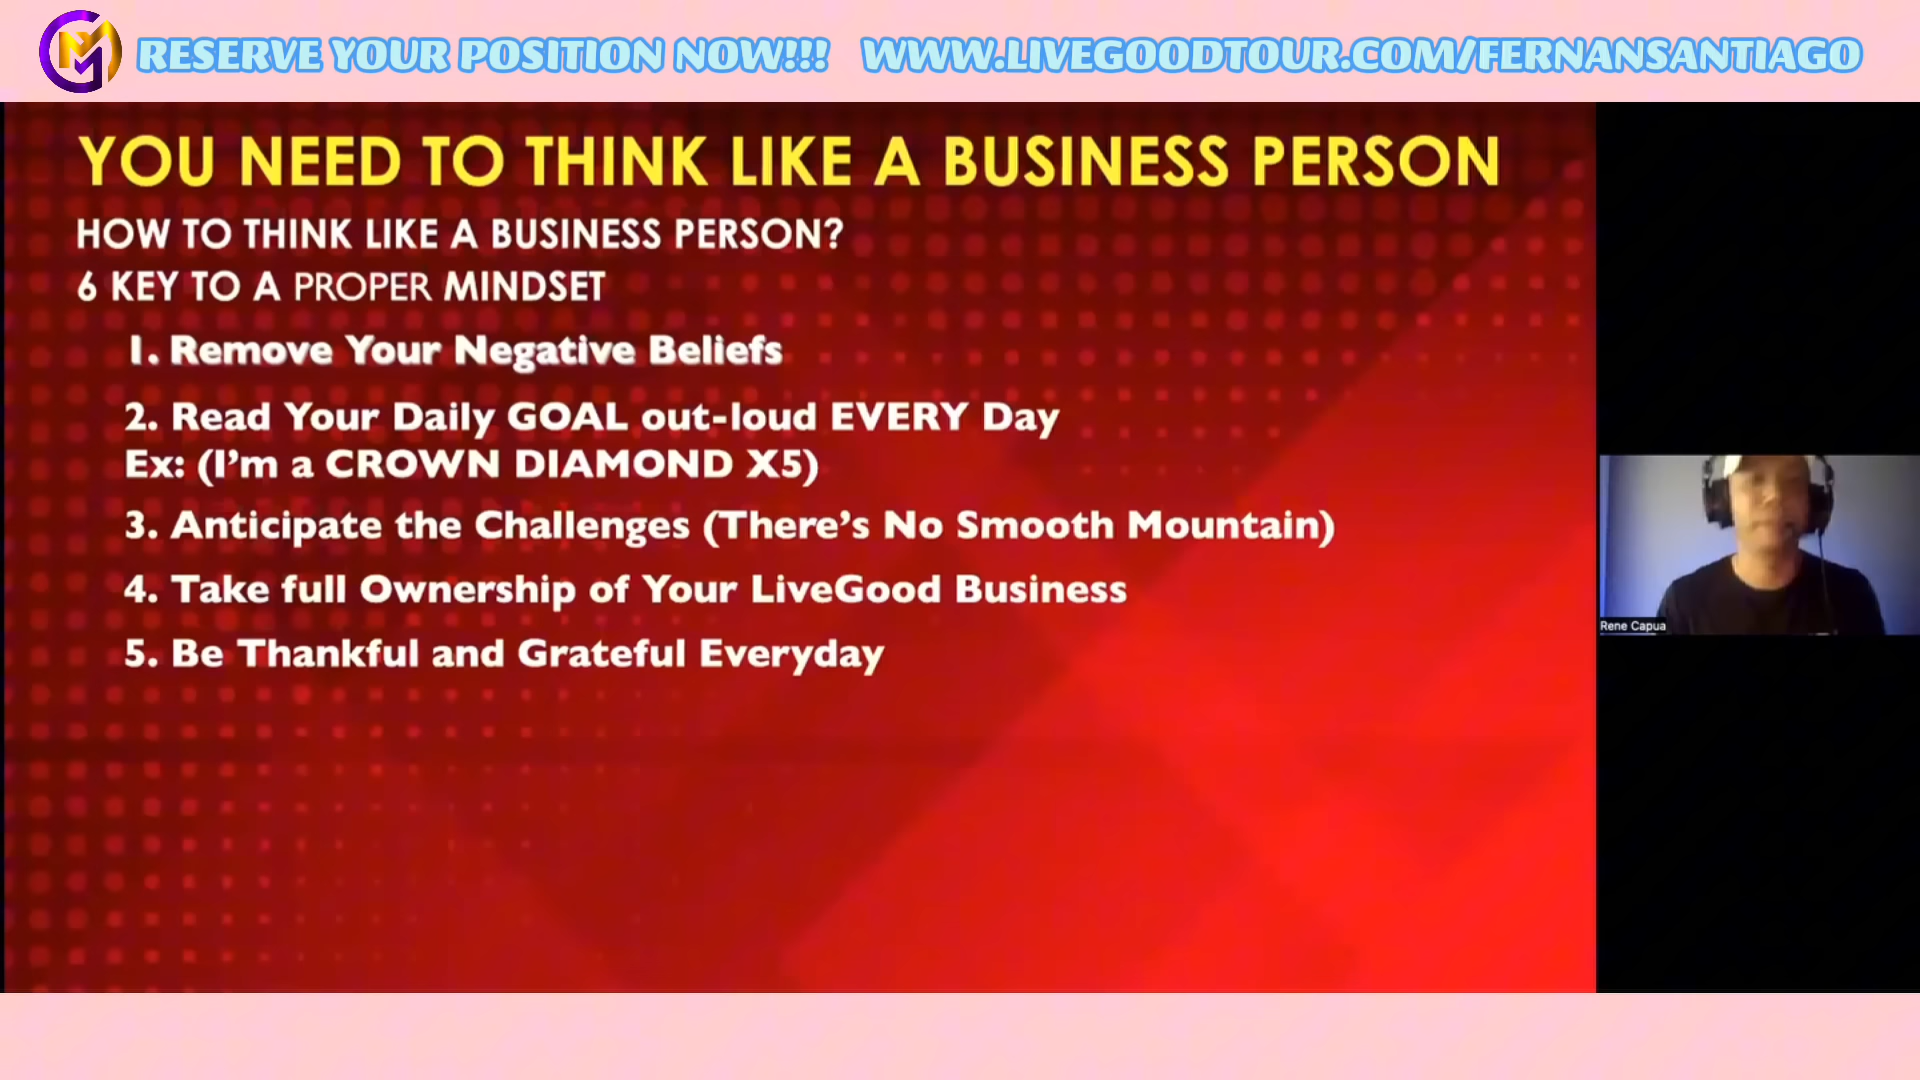 RESERVE YOUR POSITION NOW!!! WWW.LIVEGOODTOUR.COM/FERNANSANTIAGO
YOU NEED TO THINK LIKE A BUSINESS PERSON
HOW TO THINK LIKE A BUSINESS PERSON?
6 KEY TO A PROPER MINDSET
1. Remove Your Negative Beliefs
2. Read Your Daily GOAL out-loud EVERY Day
Ex: (I'm a CROWN DIAMOND X5)
3. Anticipate the Challenges (There's No Smooth Mountain)
4. Take full Ownership of Your LiveGood Business
5. Be Thankful and Grateful Everyday
Rene Capua